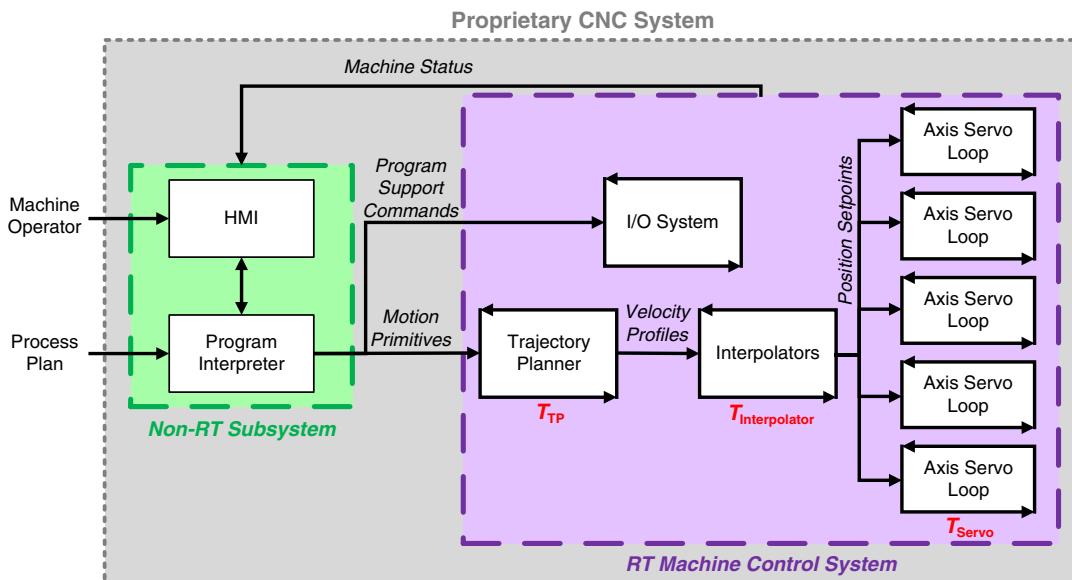 Proprietary CNC System
Machine Status
Machine
Operator
Process
Plan
HMI
Program
Interpreter
Non-RT Subsystem
Program
Support
Commands
Motion
Primitives
I/O System
Trajectory
Planner
T_TP
Velocity
Profiles
Interpolators
T_Interpolator
Position Setpoints
Axis Servo
Loop
Axis Servo
Loop
Axis Servo
Loop
Axis Servo
Loop
Axis Servo
Loop
T_Servo
RT Machine Control System